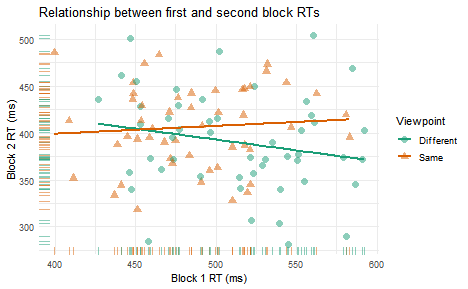 Relationship between first and second block RTs
500
450
400
350
300
Block 2 RT (ms)
400
450
500
550
600
Block 1 RT (ms)
Viewpoint
Different
Same